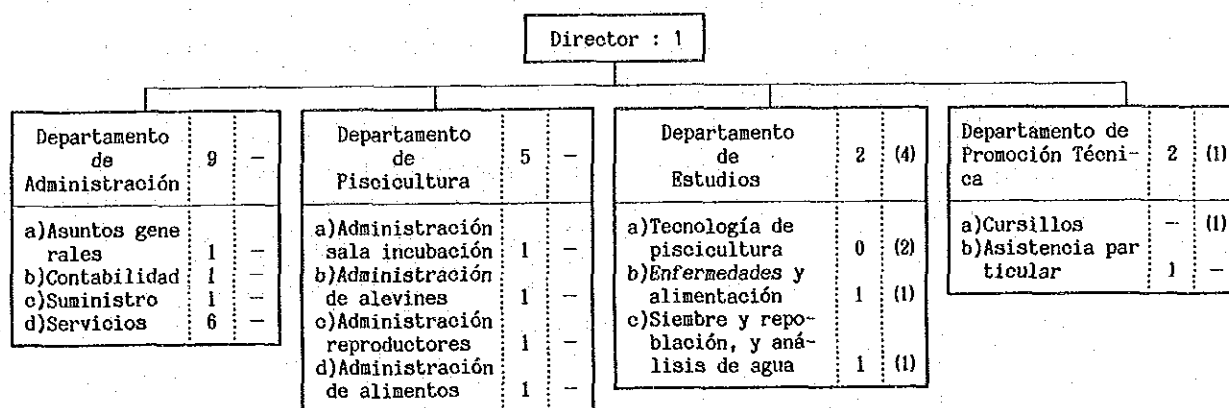 Director : 1
Departamento
de
Administración
9 –
a)Asuntos gene
rales 1 –
b)Contabilidad 1 –
c)Suministro 1 –
d)Servicios 6 –
Departamento
de
Piscicultura
5 –
a)Administración
sala incubación 1 –
b)Administración
de alevines 1 –
c)Administración
reproductores 1 –
d)Administración
de alimentos 1 –
Departamento
de
Estudios
2 (4)
a)Tecnología de
piscicultura 0 (2)
b)Enfermedades y
alimentación 1 (1)
c)Siembre y repo-
blación, y aná-
lisis de agua 1 (1)
Departamento de
Promoción Técni-
ca
2 (1)
a)Cursillos – (1)
b)Asistencia par
ticular 1 –